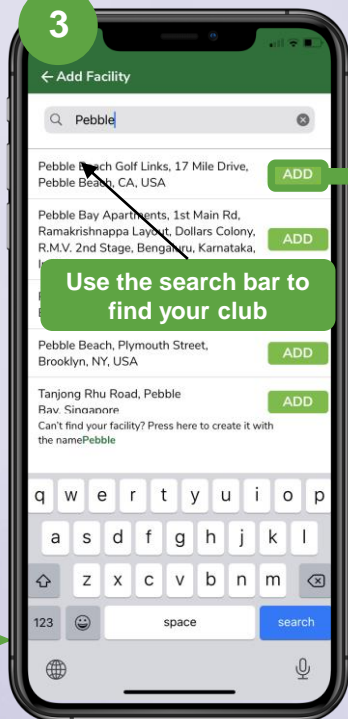 3
← Add Facility
Pebble
Pebble Beach Golf Links, 17 Mile Drive,
Pebble Beach, CA, USA
ADD
Pebble Bay Apartments, 1st Main Rd,
Ramakrishnappa Layout, Dollars Colony,
R.M.V. 2nd Stage, Bengaluru, Karnataka,
ADD
Use the search bar to
find your club
Pebble Beach, Plymouth Street,
Brooklyn, NY, USA
ADD
Tanjong Rhu Road, Pebble
Bay, Singapore
ADD
Can't find your facility? Press here to create it with
the namePebble
q w e r t y u i o p
a s d f g h j k l
z x c v b n m
123 space search